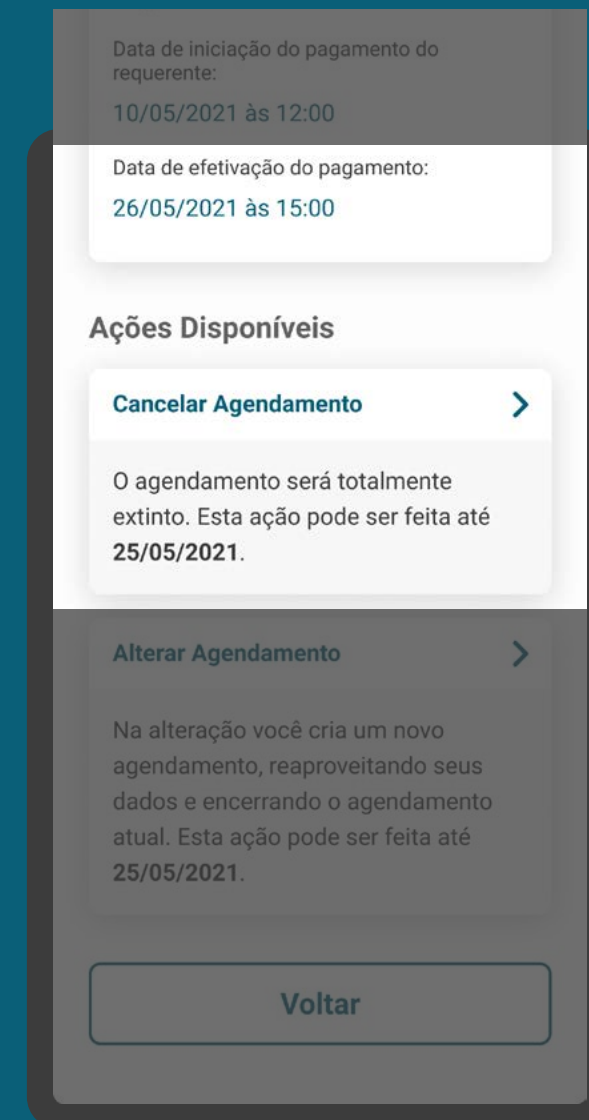 Data de iniciação do pagamento do
requerente:
10/05/2021 às 12:00
Data de efetivação do pagamento:
26/05/2021 às 15:00
Ações Disponíveis
Cancelar Agendamento
O agendamento será totalmente
extinto. Esta ação pode ser feita até
25/05/2021.
Alterar Agendamento
Na alteração você cria um novo
agendamento, reaproveitando seus
dados e encerrando o agendamento
atual. Esta ação pode ser feita até
25/05/2021.
Voltar